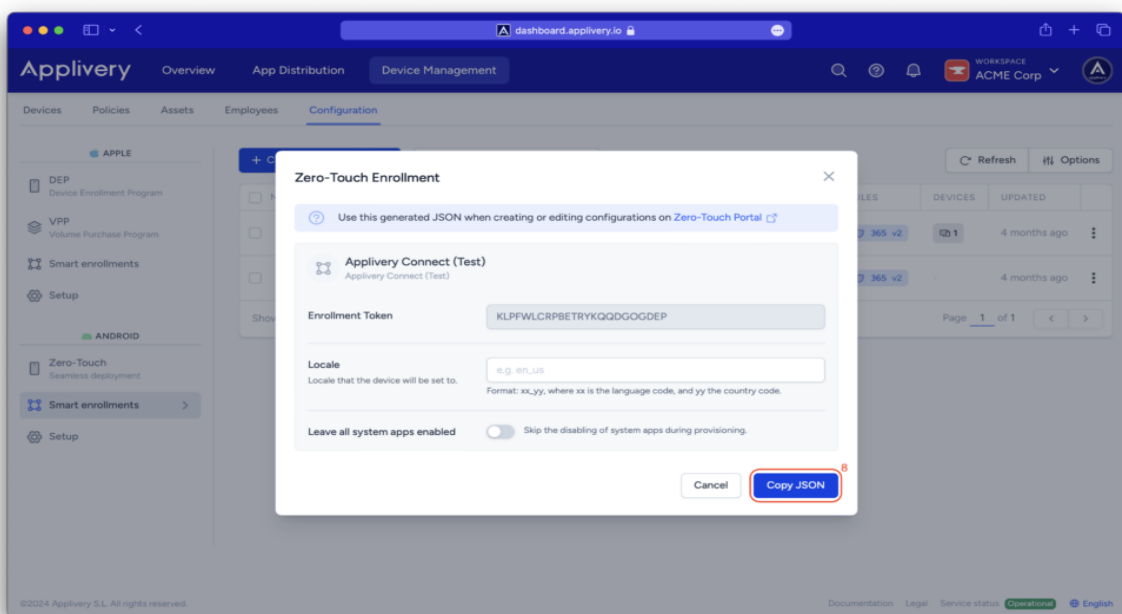 dashboard.applivery.io
Applivery
Overview
App Distribution
Device Management
WORKSPACE
ACME Corp
Devices
Policies
Assets
Employees
Configuration
APPLE
DEP
Device Enrollment Program
VPP
Volume Purchase Program
Smart enrollments
Setup
ANDROID
Zero-Touch
Seamless deployment
Smart enrollments
Setup
+ C
Refresh
Options
DEVICES
UPDATED
365 v2
1
4 months ago
365 v2
4 months ago
Page 1 of 1
Zero-Touch Enrollment
Use this generated JSON when creating or editing configurations on Zero-Touch Portal
Applivery Connect (Test)
Applivery Connect (Test)
Enrollment Token
KLPFWLCRPBETRYKQQDGOGDEP
Locale
Locale that the device will be set to.
e.g. en_us
Format: xx_yy, where xx is the language code, and yy the country code.
Leave all system apps enabled
Skip the disabling of system apps during provisioning.
Cancel
Copy JSON
8
©2024 Applivery S.L. All rights reserved.
Documentation
Legal
Service status
Operational
English